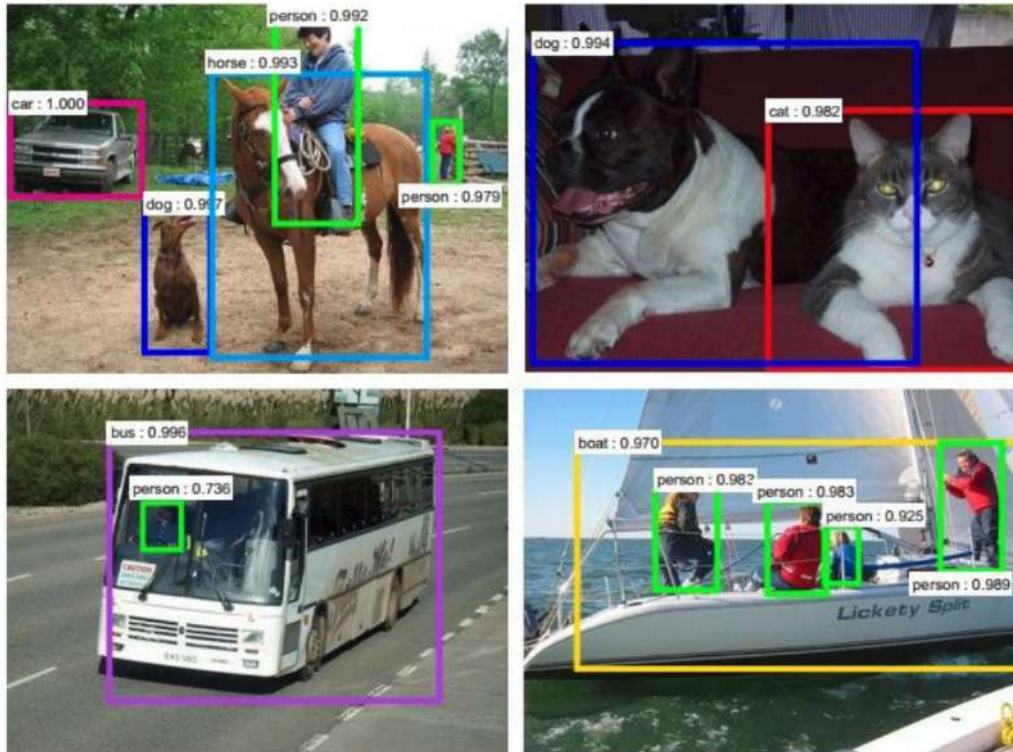 person : 0.992
horse : 0.993
car : 1.000
person : 0.979
dog : 0.997
dog : 0.994
cat : 0.982
bus : 0.996
person : 0.736
CAUTION
boat : 0.970
person : 0.983
person : 0.983
person : 0.925
person : 0.989
Lickety Split